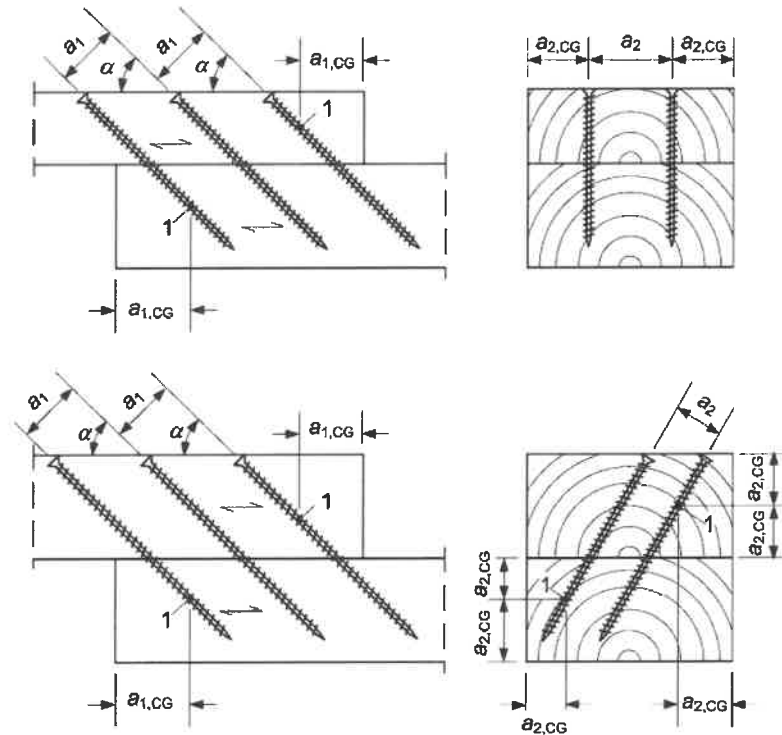 a1 a1 a1,CG a2,CG a2 a2,CG
α α
1
1
a1,CG
a1 a1 a1,CG a2
α α
a2,CG
1 1
a2,CG
a2,CG
1 1
a2,CG
a1,CG
a2,CG a2,CG